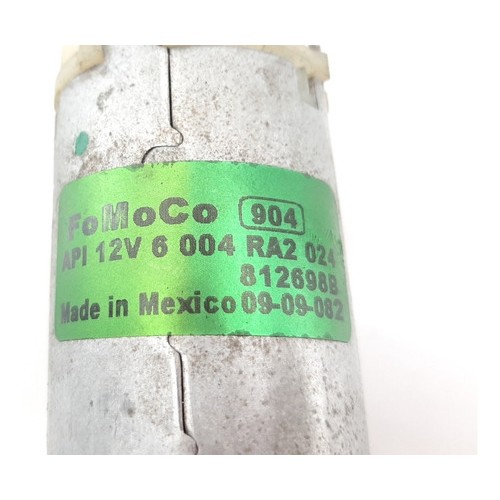 FoMoCo 904
API 12V 6 004 RA2 024
812698B
Made in Mexico 09-09-082